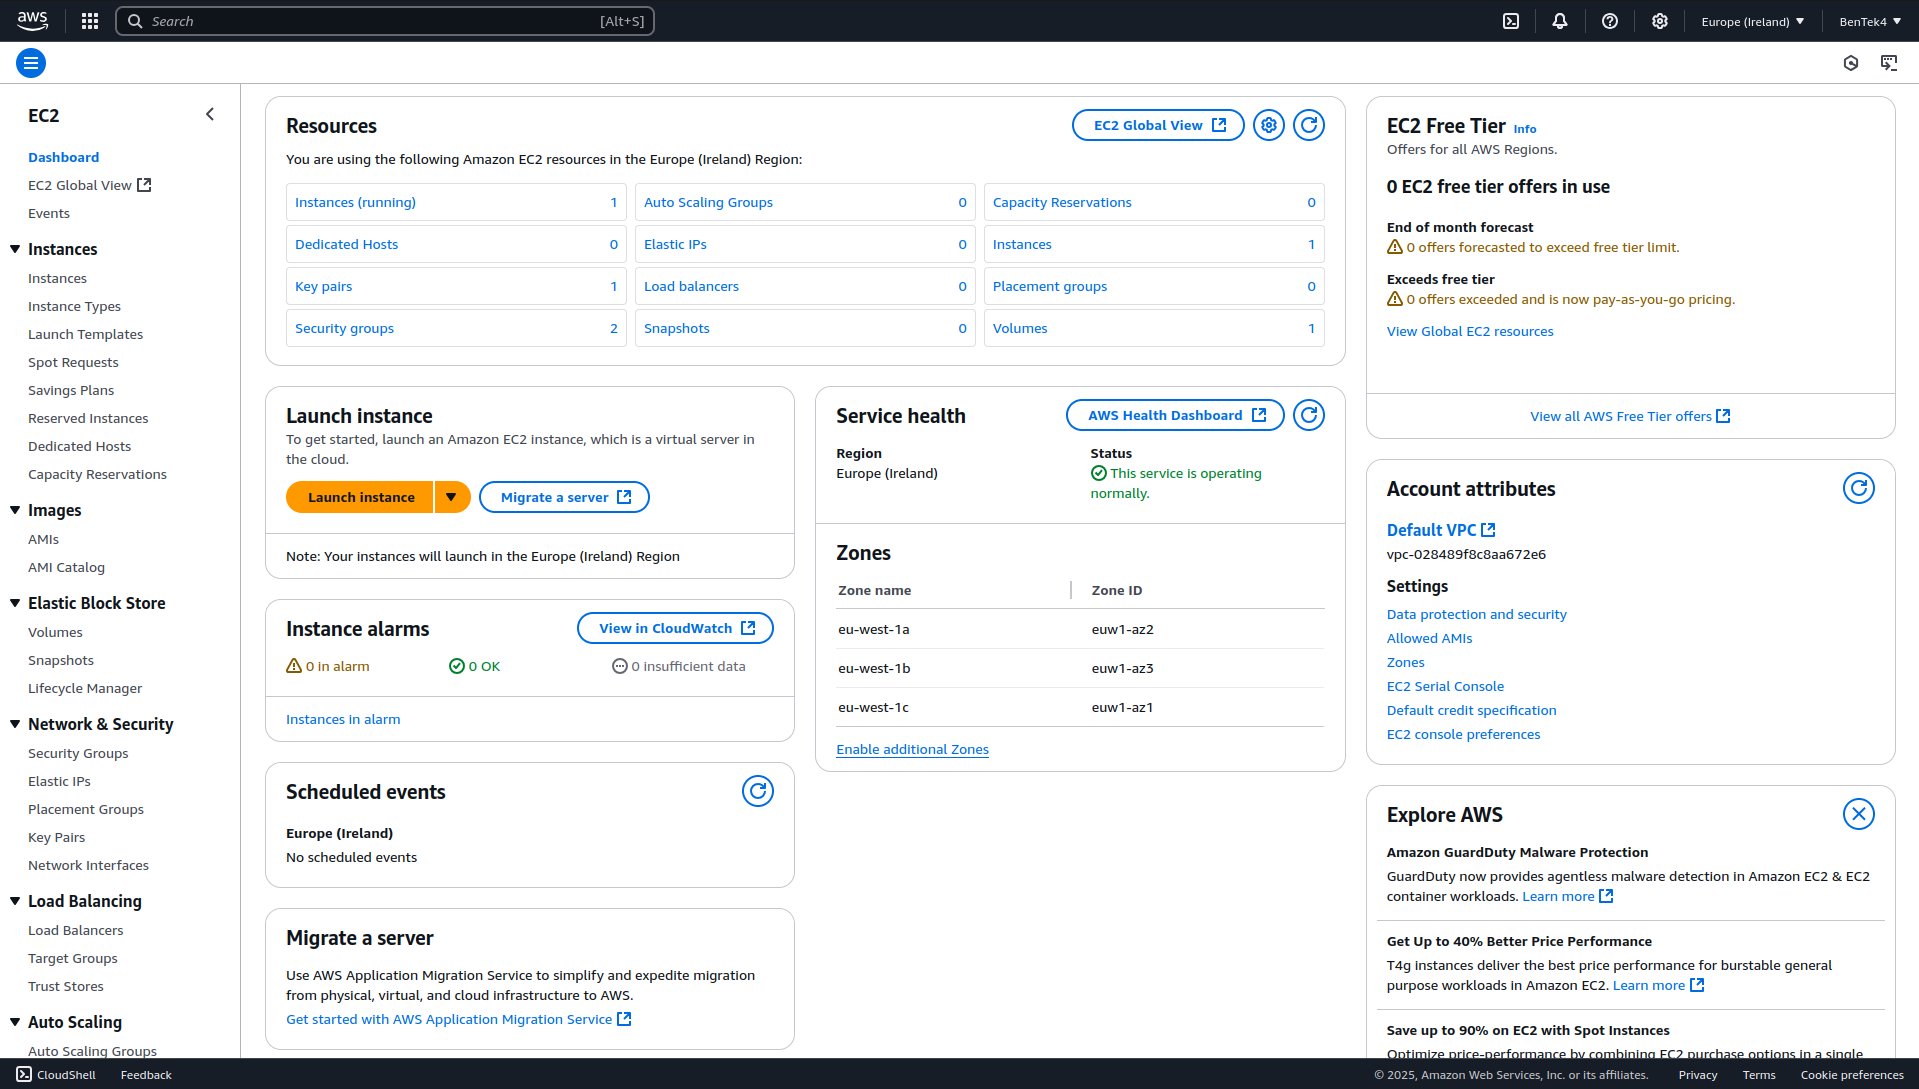 aws
Search [Alt+S]
Europe (Ireland)
BenTek4
EC2
Dashboard
EC2 Global View
Events
Instances
Instances
Instance Types
Launch Templates
Spot Requests
Savings Plans
Reserved Instances
Dedicated Hosts
Capacity Reservations
Images
AMIs
AMI Catalog
Elastic Block Store
Volumes
Snapshots
Lifecycle Manager
Network & Security
Security Groups
Elastic IPs
Placement Groups
Key Pairs
Network Interfaces
Load Balancing
Load Balancers
Target Groups
Trust Stores
Auto Scaling
Auto Scaling Groups
Resources
EC2 Global View
You are using the following Amazon EC2 resources in the Europe (Ireland) Region:
Instances (running) 1
Auto Scaling Groups 0
Capacity Reservations 0
Dedicated Hosts 0
Elastic IPs 0
Instances 1
Key pairs 1
Load balancers 0
Placement groups 0
Security groups 2
Snapshots 0
Volumes 1
Launch instance
To get started, launch an Amazon EC2 instance, which is a virtual server in
the cloud.
Launch instance
Migrate a server
Note: Your instances will launch in the Europe (Ireland) Region
Instance alarms
View in CloudWatch
0 in alarm
0 OK
0 insufficient data
Instances in alarm
Scheduled events
Europe (Ireland)
No scheduled events
Migrate a server
Use AWS Application Migration Service to simplify and expedite migration
from physical, virtual, and cloud infrastructure to AWS.
Get started with AWS Application Migration Service
Service health
AWS Health Dashboard
Region
Europe (Ireland)
Status
This service is operating
normally.
Zones
Zone name Zone ID
eu-west-1a euw1-az2
eu-west-1b euw1-az3
eu-west-1c euw1-az1
Enable additional Zones
EC2 Free Tier Info
Offers for all AWS Regions.
0 EC2 free tier offers in use
End of month forecast
0 offers forecasted to exceed free tier limit.
Exceeds free tier
0 offers exceeded and is now pay-as-you-go pricing.
View Global EC2 resources
View all AWS Free Tier offers
Account attributes
Default VPC
vpc-028489f8c8aa672e6
Settings
Data protection and security
Allowed AMIs
Zones
EC2 Serial Console
Default credit specification
EC2 console preferences
Explore AWS
Amazon GuardDuty Malware Protection
GuardDuty now provides agentless malware detection in Amazon EC2 & EC2
container workloads. Learn more
Get Up to 40% Better Price Performance
T4g instances deliver the best price performance for burstable general
purpose workloads in Amazon EC2. Learn more
Save up to 90% on EC2 with Spot Instances
Optimize price-performance by combining EC2 purchase options in a single
CloudShell
Feedback
© 2025, Amazon Web Services, Inc. or its affiliates.
Privacy
Terms
Cookie preferences